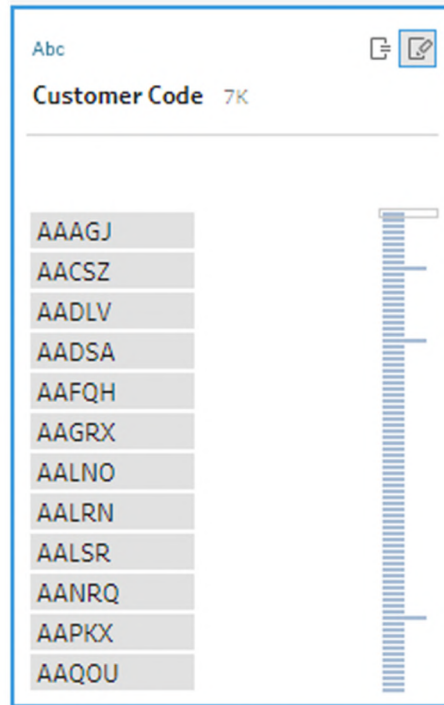 Abc
Customer Code 7K
AAAGJ
AACSZ
AADLV
AADSA
AAFQH
AAGRX
AALNO
AALRN
AALSR
AANRQ
AAPKX
AAQOU